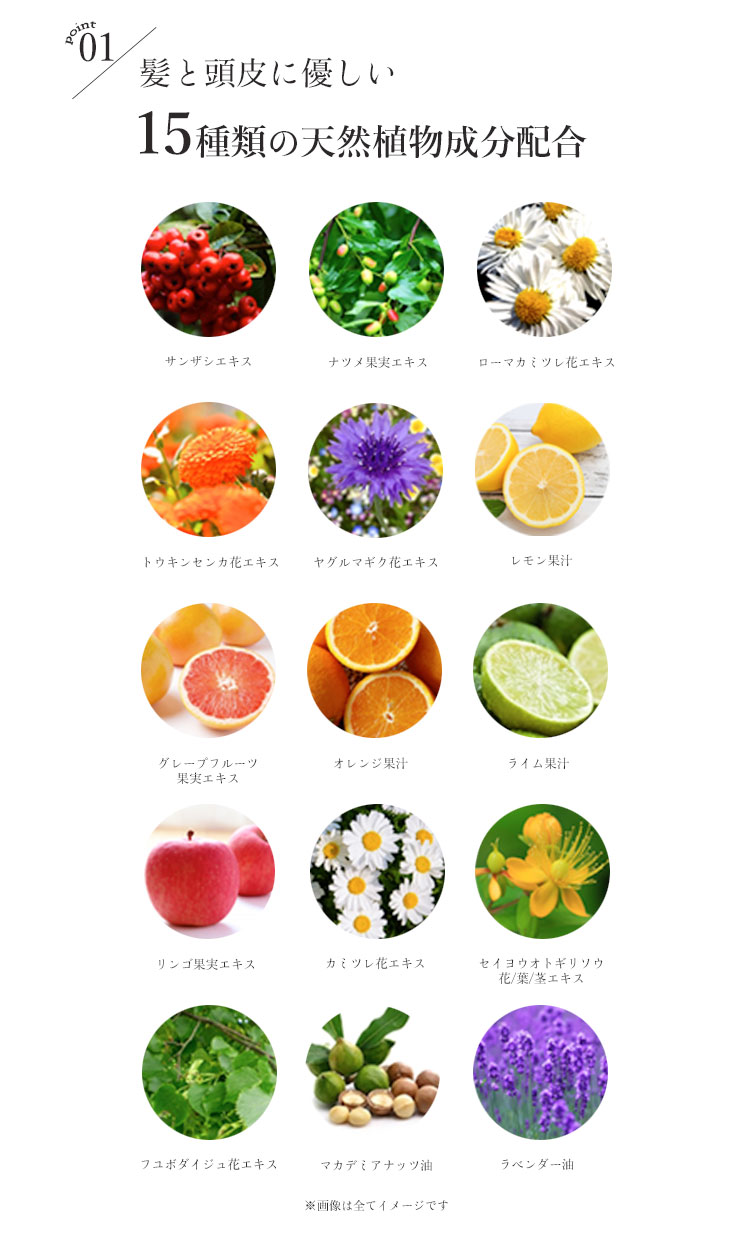 point
01
髪と頭皮に優しい
15種類の天然植物成分配合
サンザシエキス
ナツメ果実エキス
ローマカミツレ花エキス
トウキンセンカ花エキス
ヤグルマギク花エキス
レモン果汁
グレープフルーツ
果実エキス
オレンジ果汁
ライム果汁
リンゴ果実エキス
カミツレ花エキス
セイヨウオトギリソウ
花/葉/茎エキス
フユボダイジュ花エキス
マカデミアナッツ油
ラベンダー油
※画像は全てイメージです